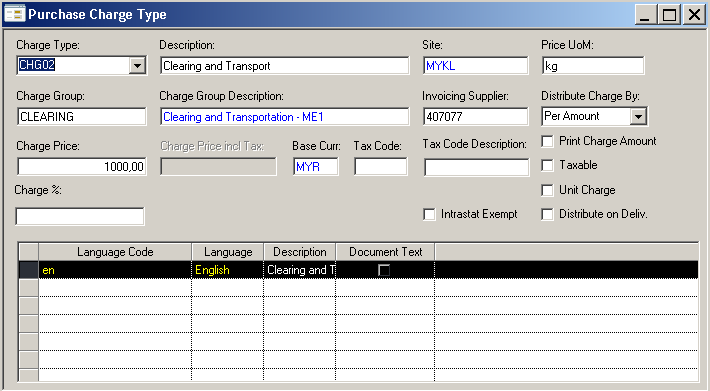 Purchase Charge Type
Charge Type: Description: Site: Price UoM:
CHG02 Clearing and Transport MYKL kg
Charge Group: Charge Group Description: Invoicing Supplier: Distribute Charge By:
CLEARING Clearing and Transportation - ME1 407077 Per Amount
Charge Price: Charge Price incl Tax: Base Curr: Tax Code: Tax Code Description: Print Charge Amount
1000,00 MYR Taxable
Charge %: Unit Charge
Intrastat Exempt Distribute on Deliv.
Language Code Language Description Document Text
en English Clearing and T